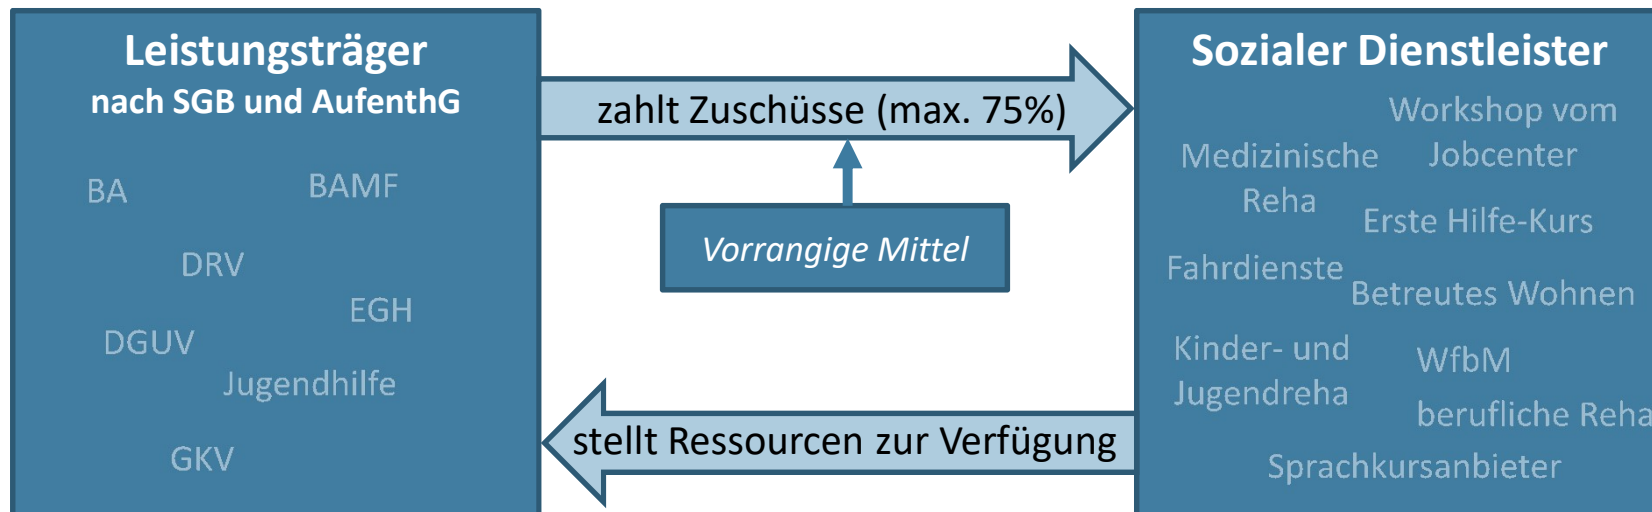 Leistungsträger
nach SGB und AufenthG
BA
BAMF
DRV
EGH
DGUV
Jugendhilfe
GKV
zahlt Zuschüsse (max. 75%)
Vorrangige Mittel
stellt Ressourcen zur Verfügung
Sozialer Dienstleister
Workshop vom
Jobcenter
Medizinische
Reha
Erste Hilfe-Kurs
Fahrdienste
Betreutes Wohnen
Kinder- und
Jugendreha
WfbM
berufliche Reha
Sprachkursanbieter